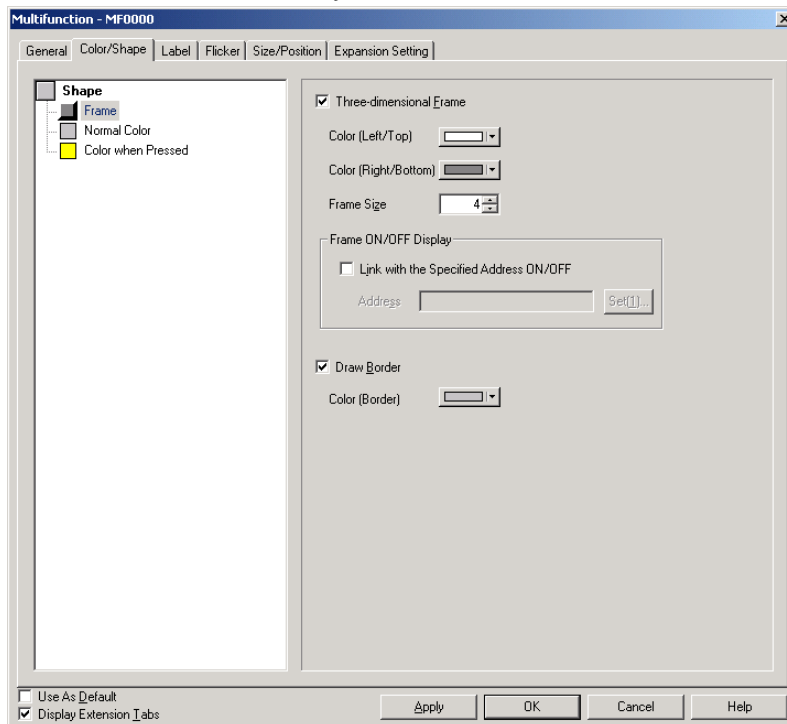 Multifunction - MF0000
General Color/Shape Label Flicker Size/Position Expansion Setting
Shape
Frame
Normal Color
Color when Pressed
Three-dimensional Frame
Color (Left/Top)
Color (Right/Bottom)
Frame Size 4
Frame ON/OFF Display
Link with the Specified Address ON/OFF
Address Set(1)...
Draw Border
Color (Border)
Use As Default
Display Extension Tabs
Apply OK Cancel Help